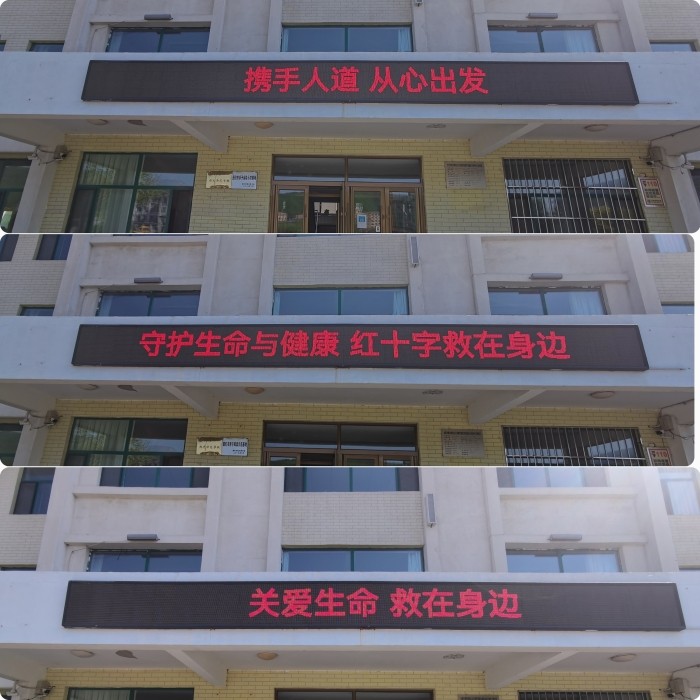 携手人道 从心出发
守护生命与健康 红十字救在身边
关爱生命 救在身边